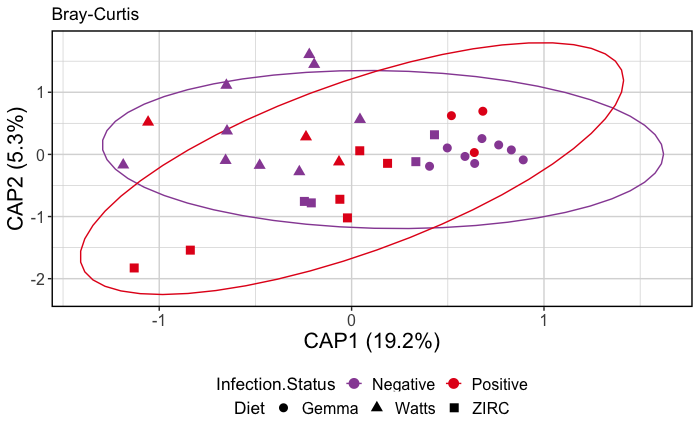 Bray-Curtis
CAP2 (5.3%)
1
0
-1
-2
-1
0
1
CAP1 (19.2%)
Infection.Status Negative Positive
Diet Gemma Watts ZIRC